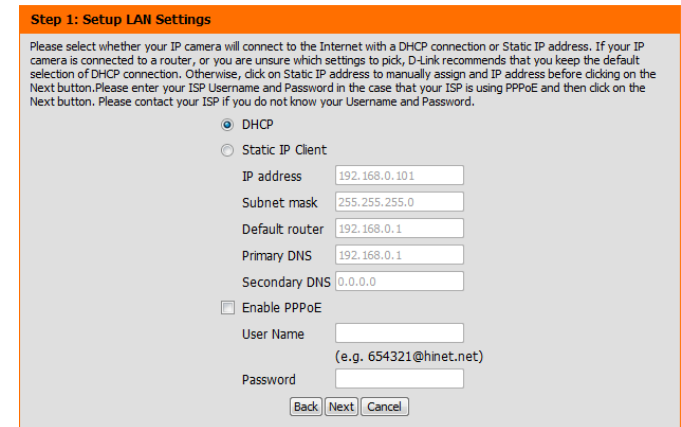 Step 1: Setup LAN Settings
Please select whether your IP camera will connect to the Internet with a DHCP connection or Static IP address. If your IP
camera is connected to a router, or you are unsure which settings to pick, D-Link recommends that you keep the default
selection of DHCP connection. Otherwise, click on Static IP address to manually assign and IP address before clicking on the
Next button.Please enter your ISP Username and Password in the case that your ISP is using PPPoE and then click on the
Next button. Please contact your ISP if you do not know your Username and Password.
DHCP
Static IP Client
IP address 192.168.0.101
Subnet mask 255.255.255.0
Default router 192.168.0.1
Primary DNS 192.168.0.1
Secondary DNS 0.0.0.0
Enable PPPoE
User Name
(e.g. 654321@hinet.net)
Password
Back Next Cancel